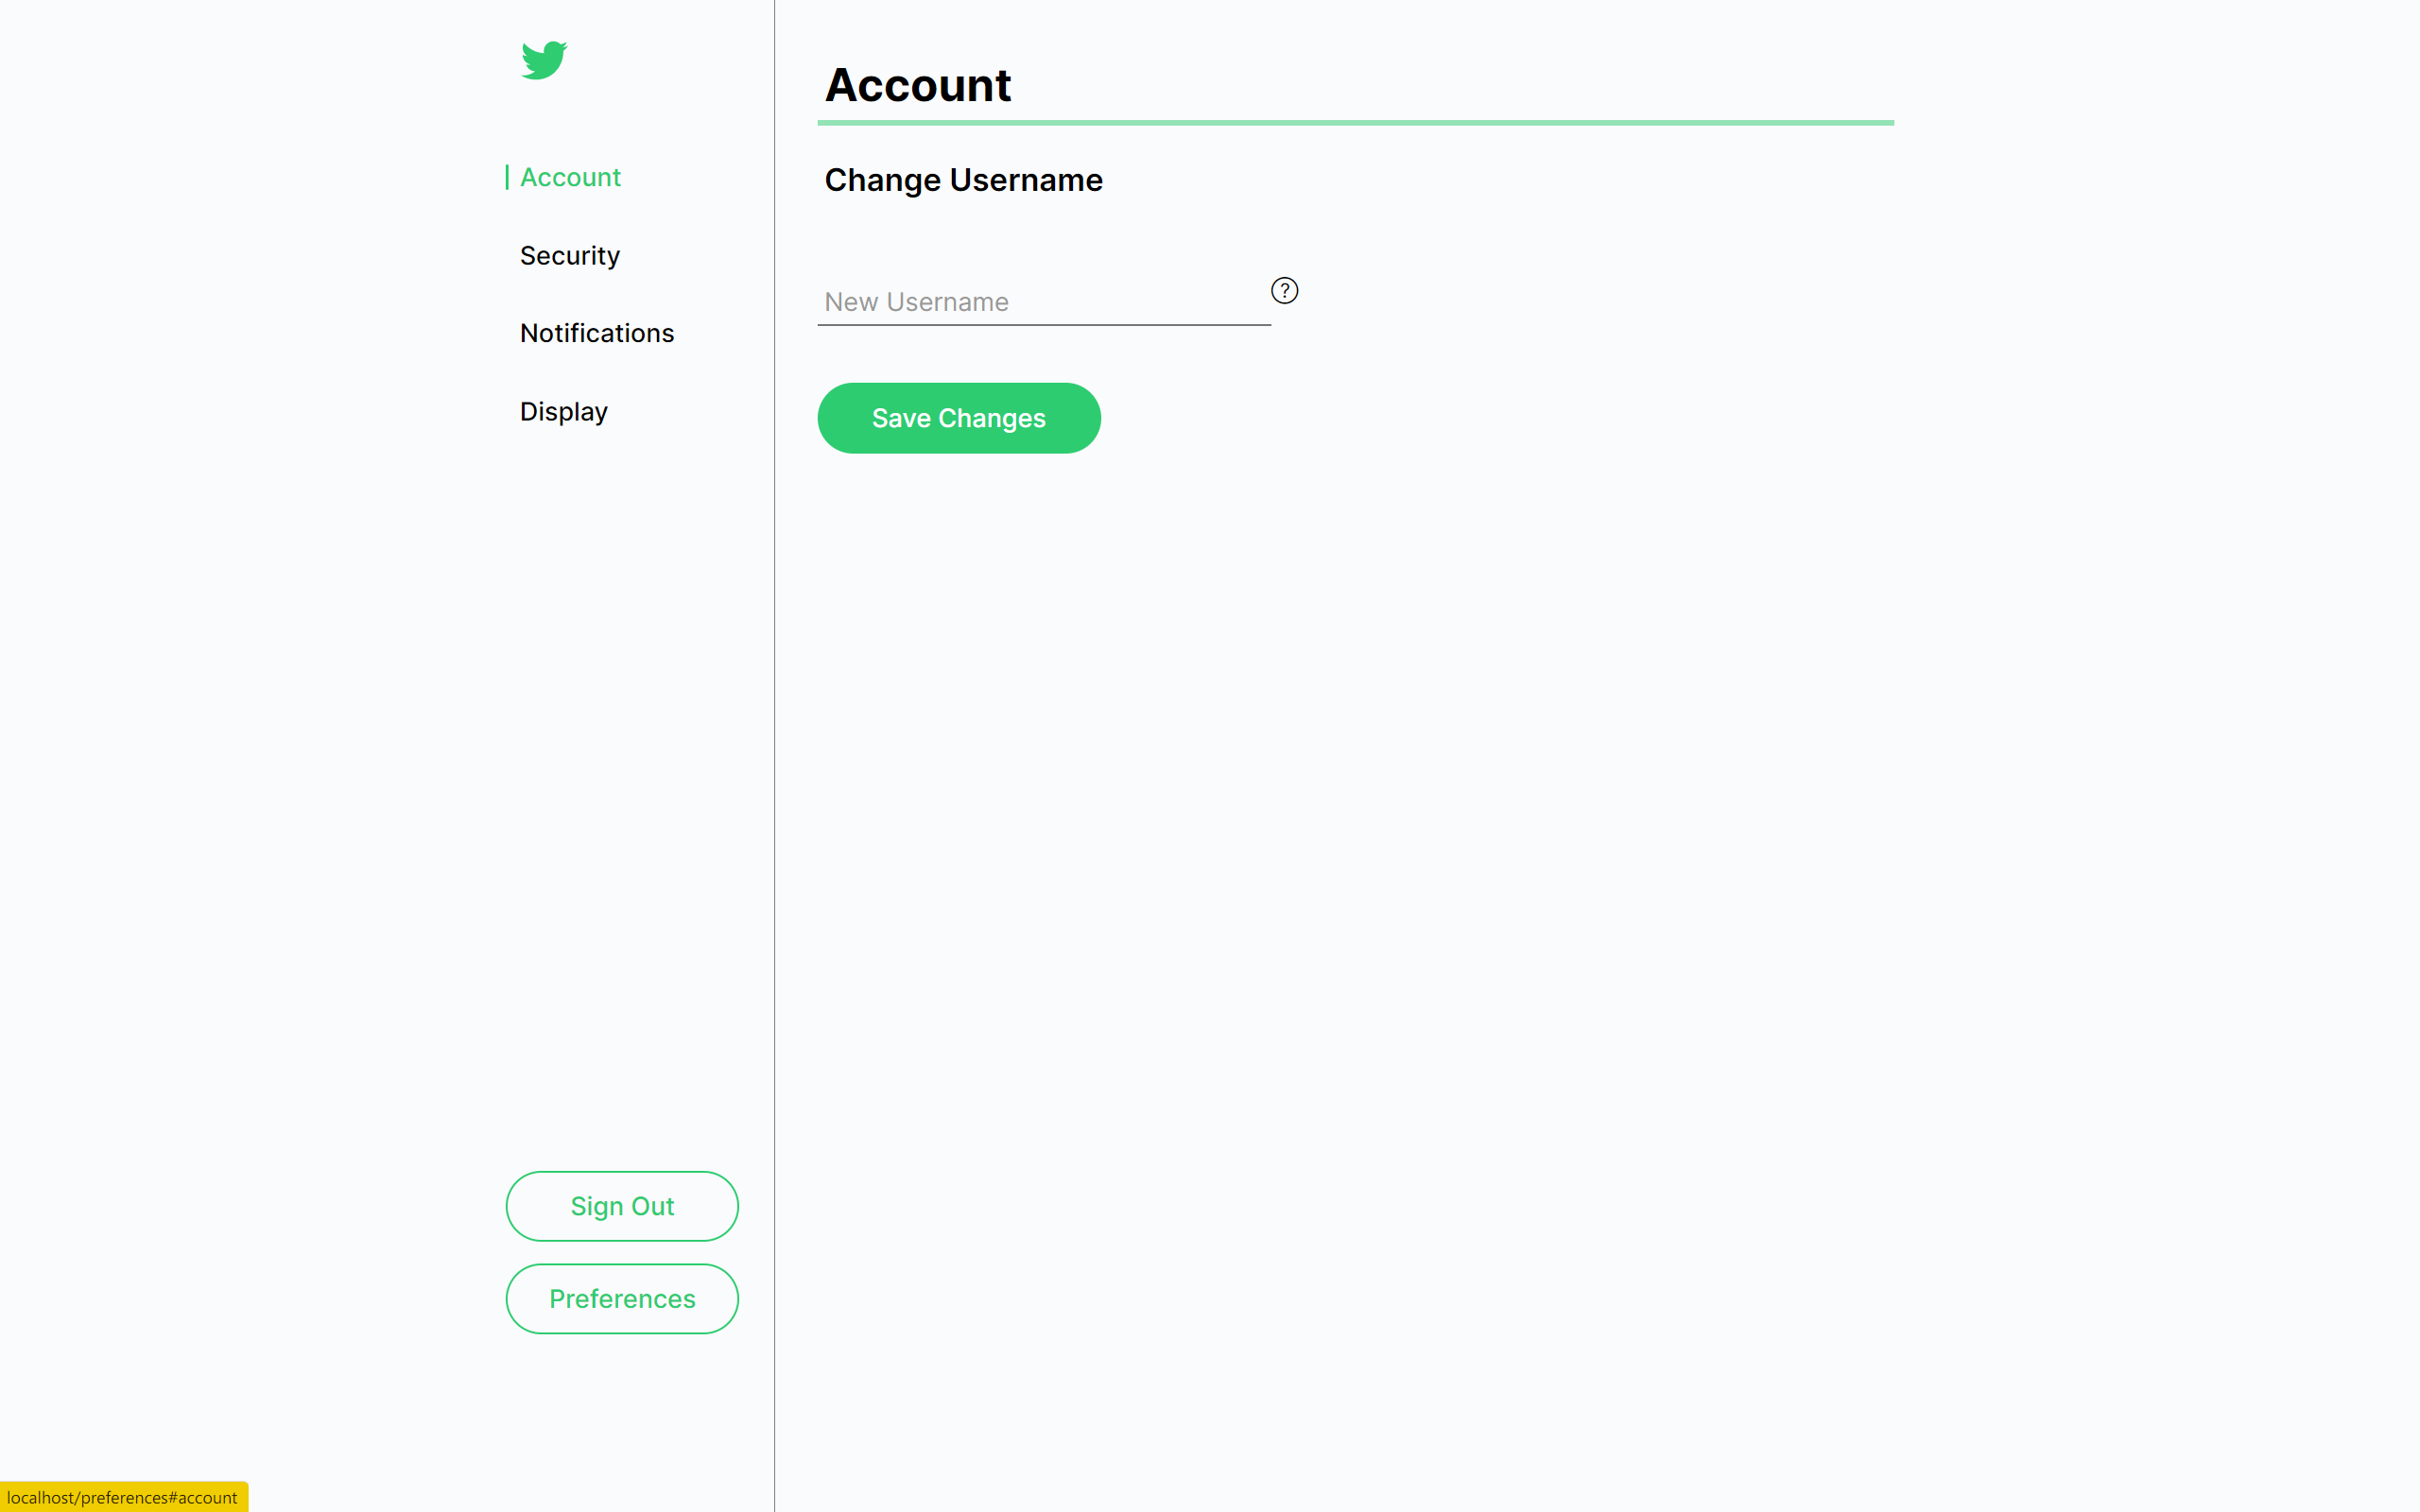 Account
Security
Notifications
Display
Sign Out
Preferences
Account
Change Username
New Username
?
Save Changes
localhost/preferences#account